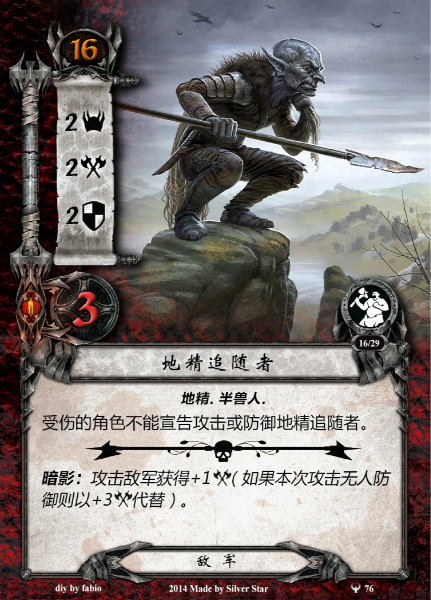 16
2
2
2
3
16/29
地精追随者
地精. 半兽人.
受伤的角色不能宣告攻击或防御地精追随者。
暗影：攻击敌军获得+1（如果本次攻击无人防
御则以+3代替）。
敌军
diy by fabio 2014 Made by Silver Star 76